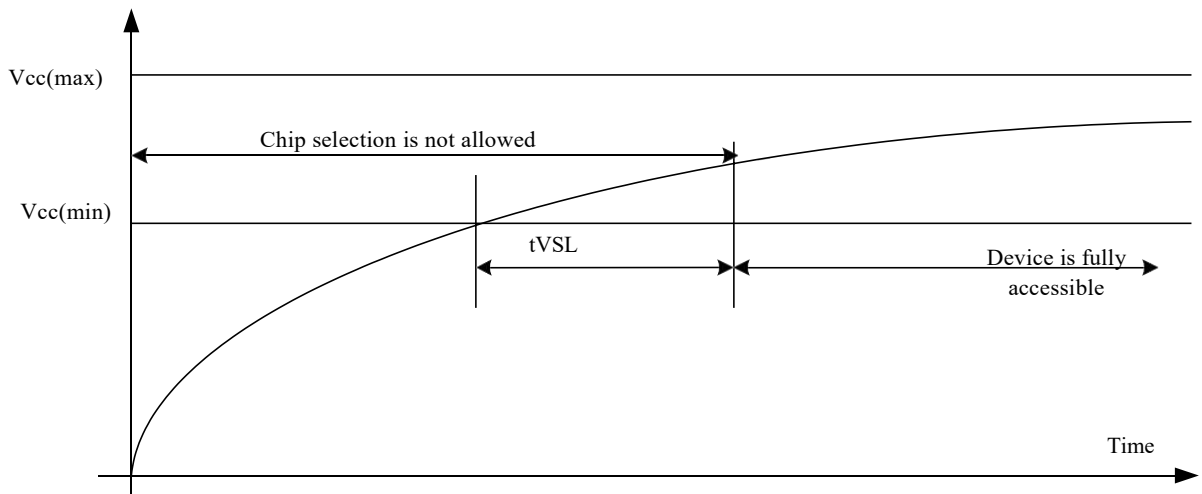 Vcc(max)
Chip selection is not allowed
Vcc(min)
tVSL
Device is fully
accessible
Time